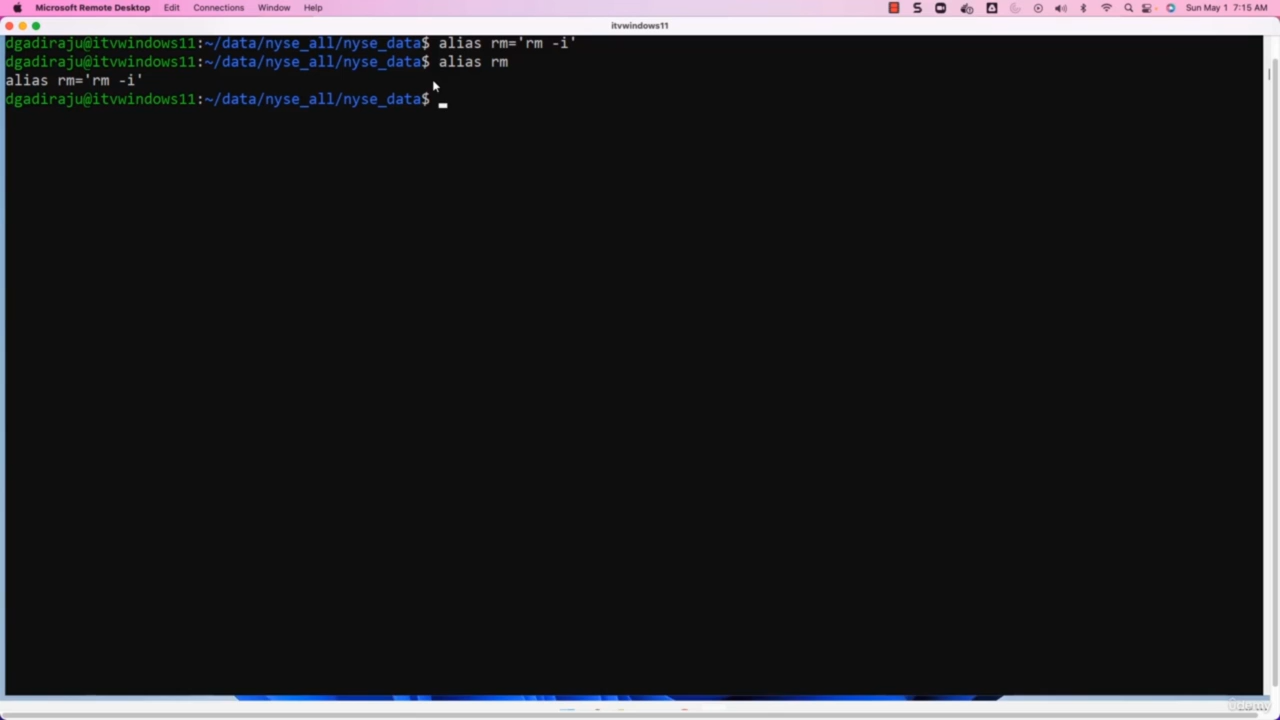 Microsoft Remote Desktop Edit Connections Window Help Sun May 1 7:15 AM
itvwindows11
dgadiraju@itvwindows11:~/data/nyse_all/nyse_data$ alias rm='rm -i'
dgadiraju@itvwindows11:~/data/nyse_all/nyse_data$ alias rm
alias rm='rm -i'
dgadiraju@itvwindows11:~/data/nyse_all/nyse_data$
udemy